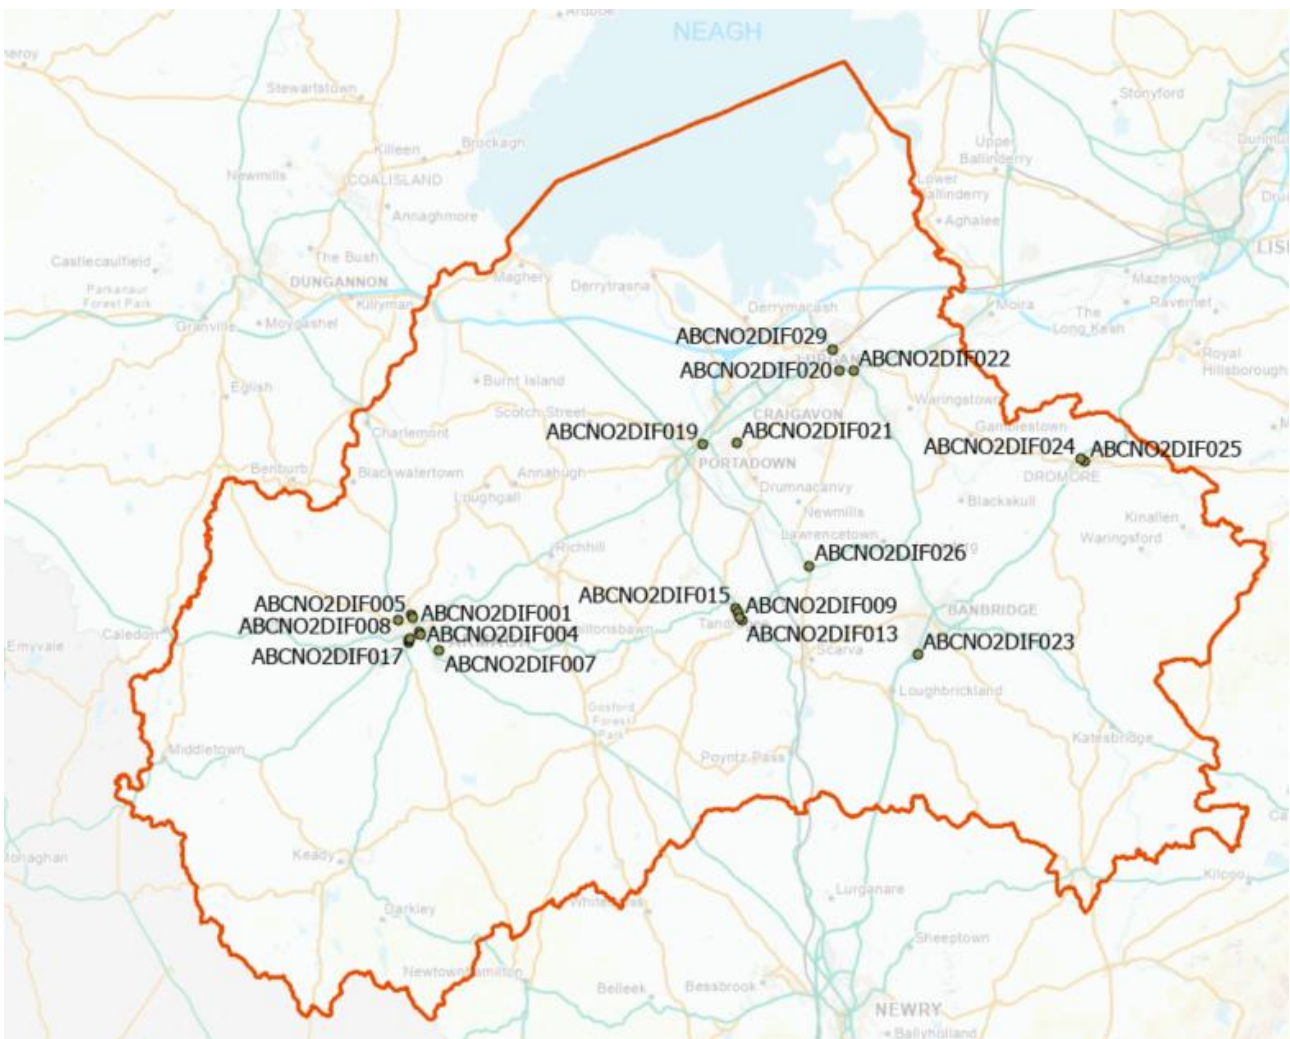 NEAGH
Stewartstown
Stonyford
Killeen
Brockagh
Upper
Ballinderry
Newmills
COALISLAND
Lower
Ballinderry
Annaghmore
Aghalee
The Bush
Castlecaulfield
Maghery
Derrytrasna
Mazetown
Parkanaur
Forest Park
DUNGANNON
Killyman
Derrymacash
Moira
The
Long Kesh
Ravernet
Granville
Moygashel
ABCNO2DIF029
ABCNO2DIF020
ABCNO2DIF022
Royal
Hillsborough
Eglish
Burnt Island
Waringstown
Scotch Street
CRAIGAVON
Charlemont
ABCNO2DIF019
ABCNO2DIF021
Gamblestown
ABCNO2DIF024
ABCNO2DIF025
Benburb
Blackwatertown
Annahugh
PORTADOWN
DROMORE
Loughgall
Drumnacanvy
Blackskull
Newmills
Kinallen
Lawrencetown
Waringsford
Richhill
ABCNO2DIF026
ABCNO2DIF005
ABCNO2DIF001
ABCNO2DIF015
ABCNO2DIF009
BANBRIDGE
ABCNO2DIF008
ABCNO2DIF004
ABCNO2DIF013
Caledon
Emyvale
ABCNO2DIF017
ABCNO2DIF007
Scarva
ABCNO2DIF023
Loughbrickland
Gosford
Forest
Park
Middletown
Poyntz Pass
Katesbridge
Keady
Kilcoo
Lurganare
Darkley
Sheeptown
Newtownhamilton
Belleek
Bessbrook
NEWRY
Ballyholland